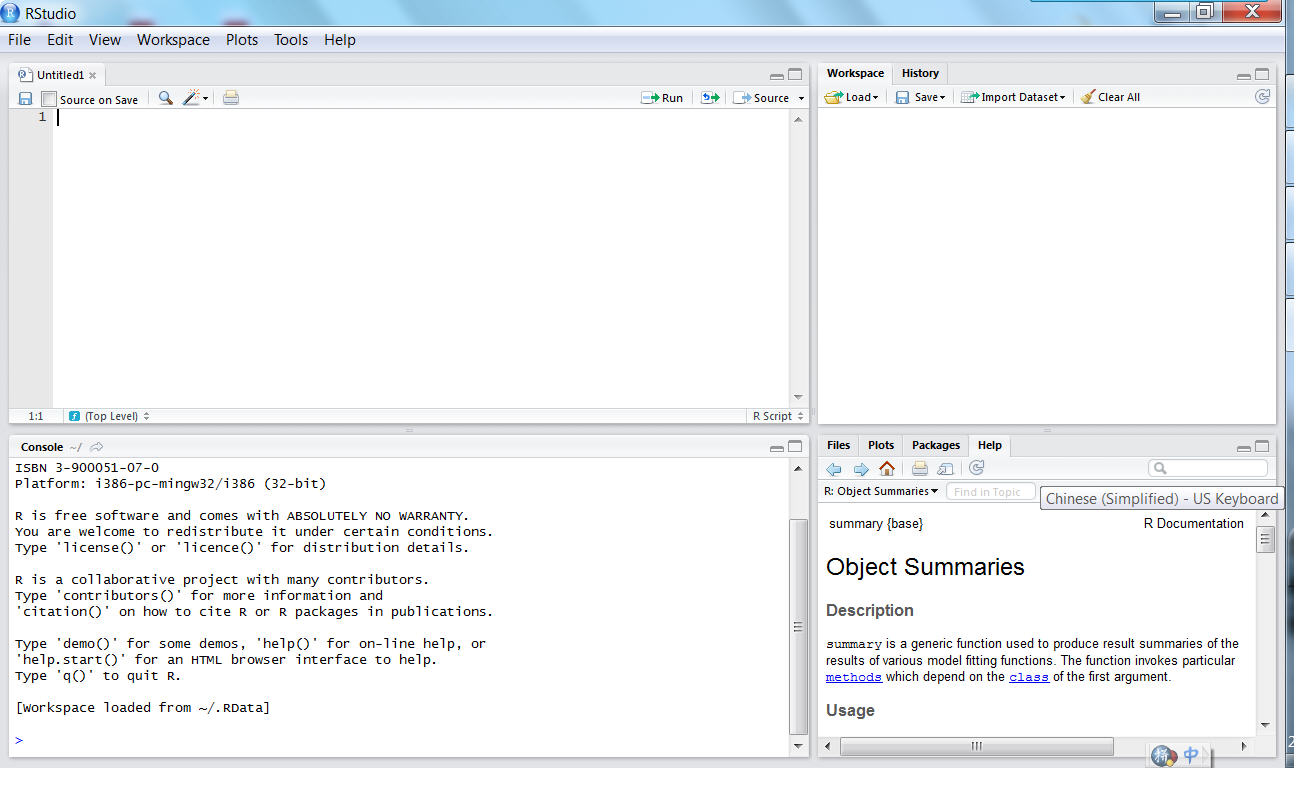 RStudio
File Edit View Workspace Plots Tools Help
Untitled1
Source on Save Run Source
1
1:1 (Top Level) R Script
Workspace History
Load Save Import Dataset Clear All
Console ~/
ISBN 3-900051-07-0
Platform: i386-pc-mingw32/i386 (32-bit)
R is free software and comes with ABSOLUTELY NO WARRANTY.
You are welcome to redistribute it under certain conditions.
Type 'license()' or 'licence()' for distribution details.
R is a collaborative project with many contributors.
Type 'contributors()' for more information and
'citation()' on how to cite R or R packages in publications.
Type 'demo()' for some demos, 'help()' for on-line help, or
'help.start()' for an HTML browser interface to help.
Type 'q()' to quit R.
[Workspace loaded from ~/.RData]
>
Files Plots Packages Help
R: Object Summaries Find in Topic
Chinese (Simplified) - US Keyboard
summary {base} R Documentation
Object Summaries
Description
summary is a generic function used to produce result summaries of the
results of various model fitting functions. The function invokes particular
methods which depend on the class of the first argument.
Usage
中